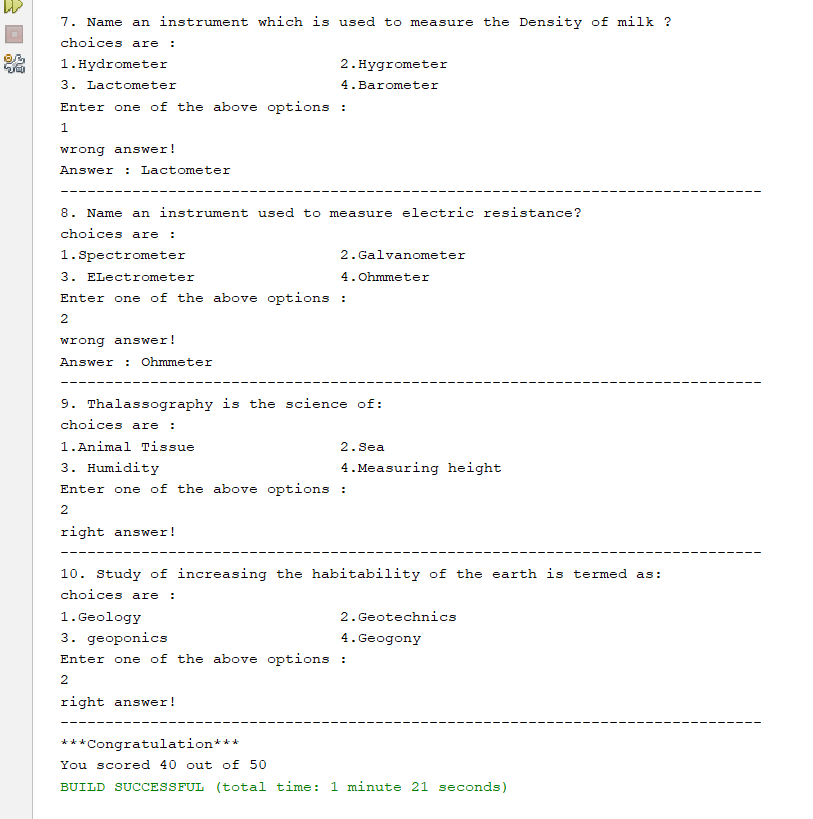 7. Name an instrument which is used to measure the Density of milk ?
choices are :
1.Hydrometer 2.Hygrometer
3. Lactometer 4.Barometer
Enter one of the above options :
1
wrong answer!
Answer : Lactometer
------------------------------------------------------------------------------
8. Name an instrument used to measure electric resistance?
choices are :
1.Spectrometer 2.Galvanometer
3. ELectrometer 4.Ohmmeter
Enter one of the above options :
2
wrong answer!
Answer : Ohmmeter
------------------------------------------------------------------------------
9. Thalassography is the science of:
choices are :
1.Animal Tissue 2.Sea
3. Humidity 4.Measuring height
Enter one of the above options :
2
right answer!
------------------------------------------------------------------------------
10. Study of increasing the habitability of the earth is termed as:
choices are :
1.Geology 2.Geotechnics
3. geoponics 4.Geogony
Enter one of the above options :
2
right answer!
------------------------------------------------------------------------------
***Congratulation***
You scored 40 out of 50
BUILD SUCCESSFUL (total time: 1 minute 21 seconds)